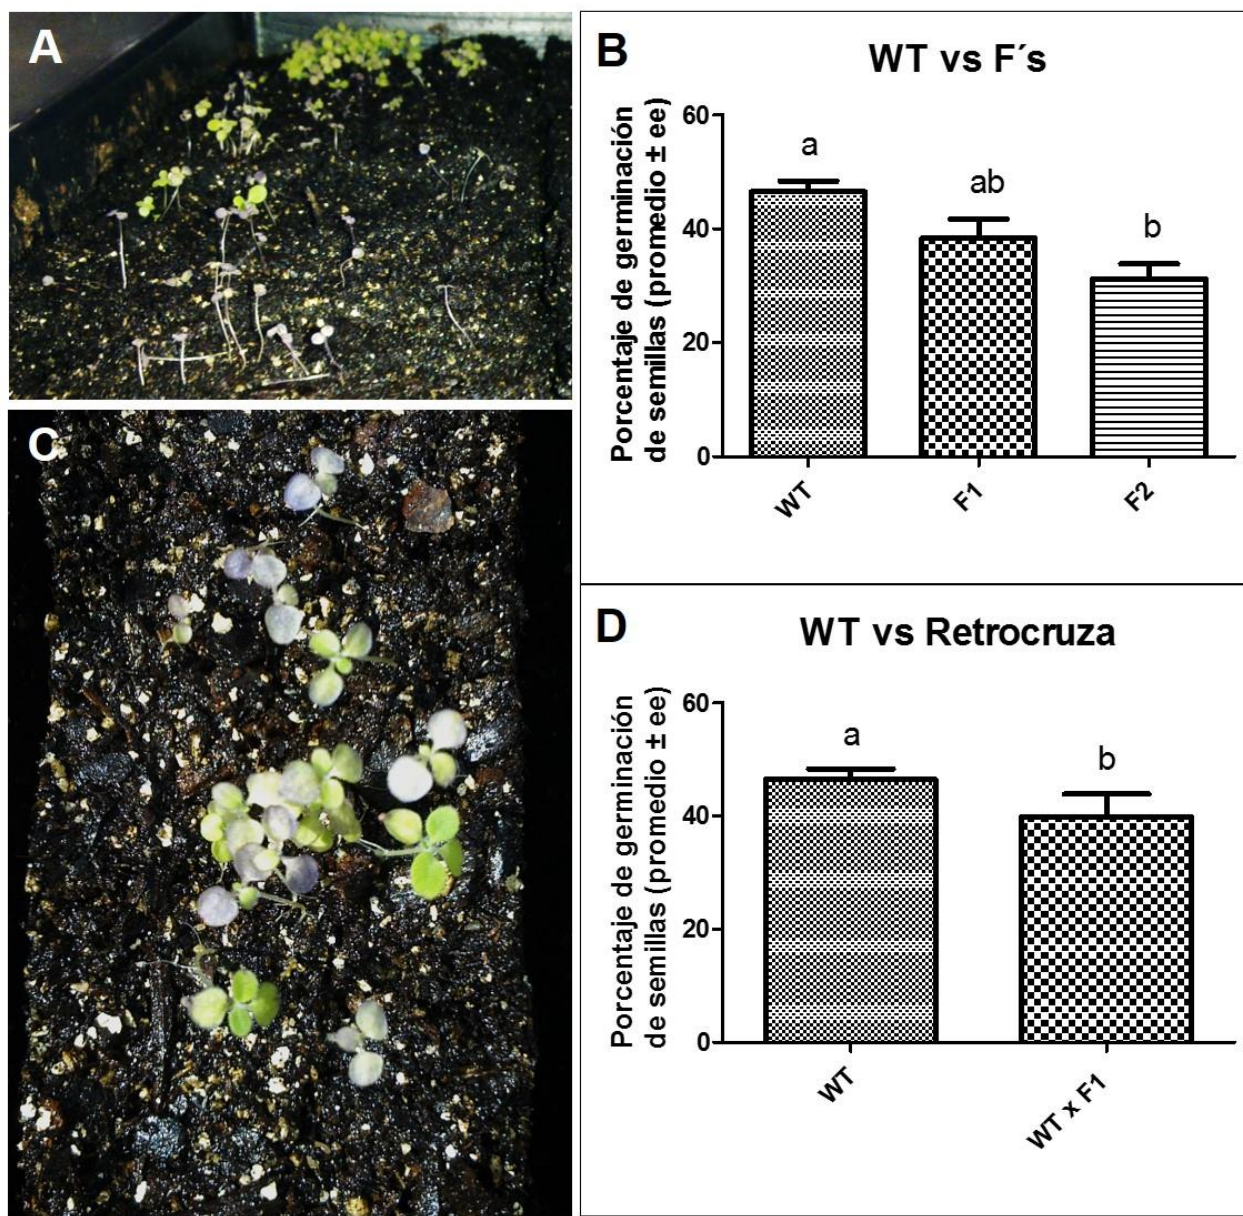 A
B
WT vs F´s
Porcentaje de germinación
de semillas (promedio ± ee)
60
40
20
0
a
ab
b
WT
F1
F2
C
D
WT vs Retrocruza
Porcentaje de germinación
de semillas (promedio ± ee)
60
40
20
0
a
b
WT
WT x F1